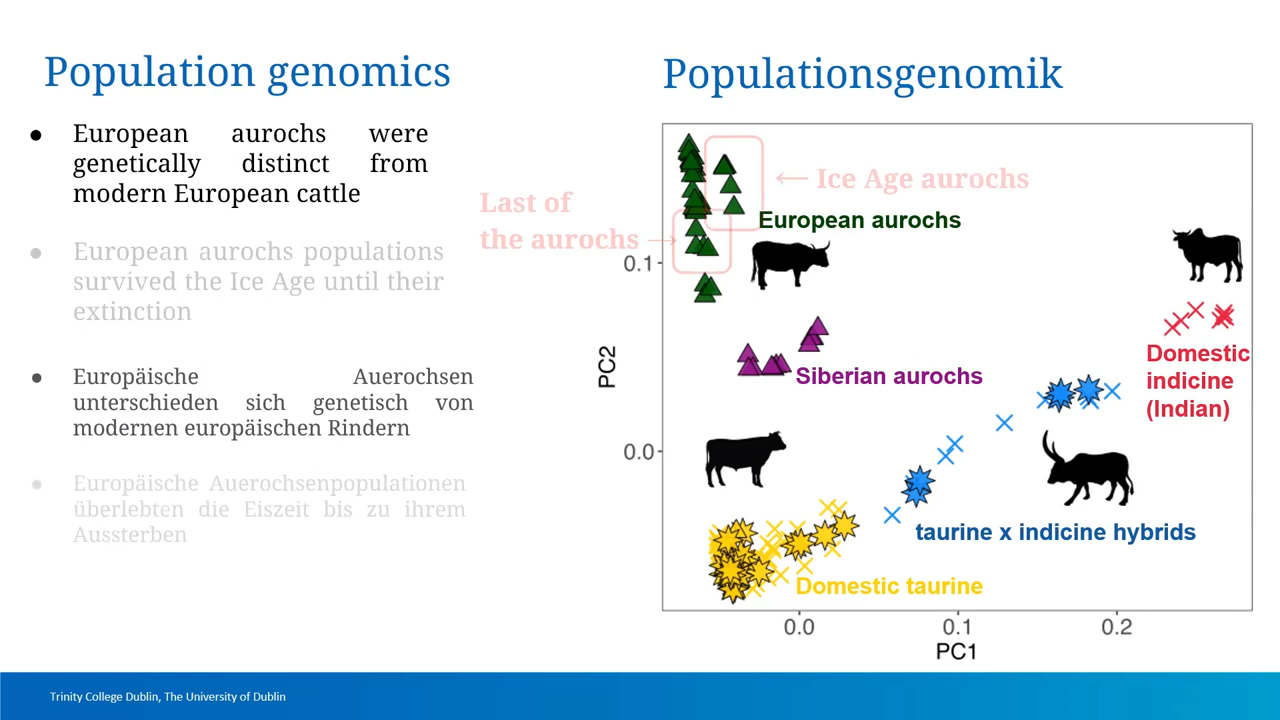 Population genomics
● European aurochs were
genetically distinct from
modern European cattle
● European aurochs populations
survived the Ice Age until their
extinction
● Europäische Auerochsen
unterschieden sich genetisch von
modernen europäischen Rindern
● Europäische Auerochsenpopulationen
überlebten die Eiszeit bis zu ihrem
Aussterben
Populationsgenomik
Last of
the aurochs →
← Ice Age aurochs
European aurochs
Siberian aurochs
Domestic
indicine
(Indian)
taurine x indicine hybrids
Domestic taurine
PC2
0.1
0.0
0.0 0.1 0.2
PC1
Trinity College Dublin, The University of Dublin